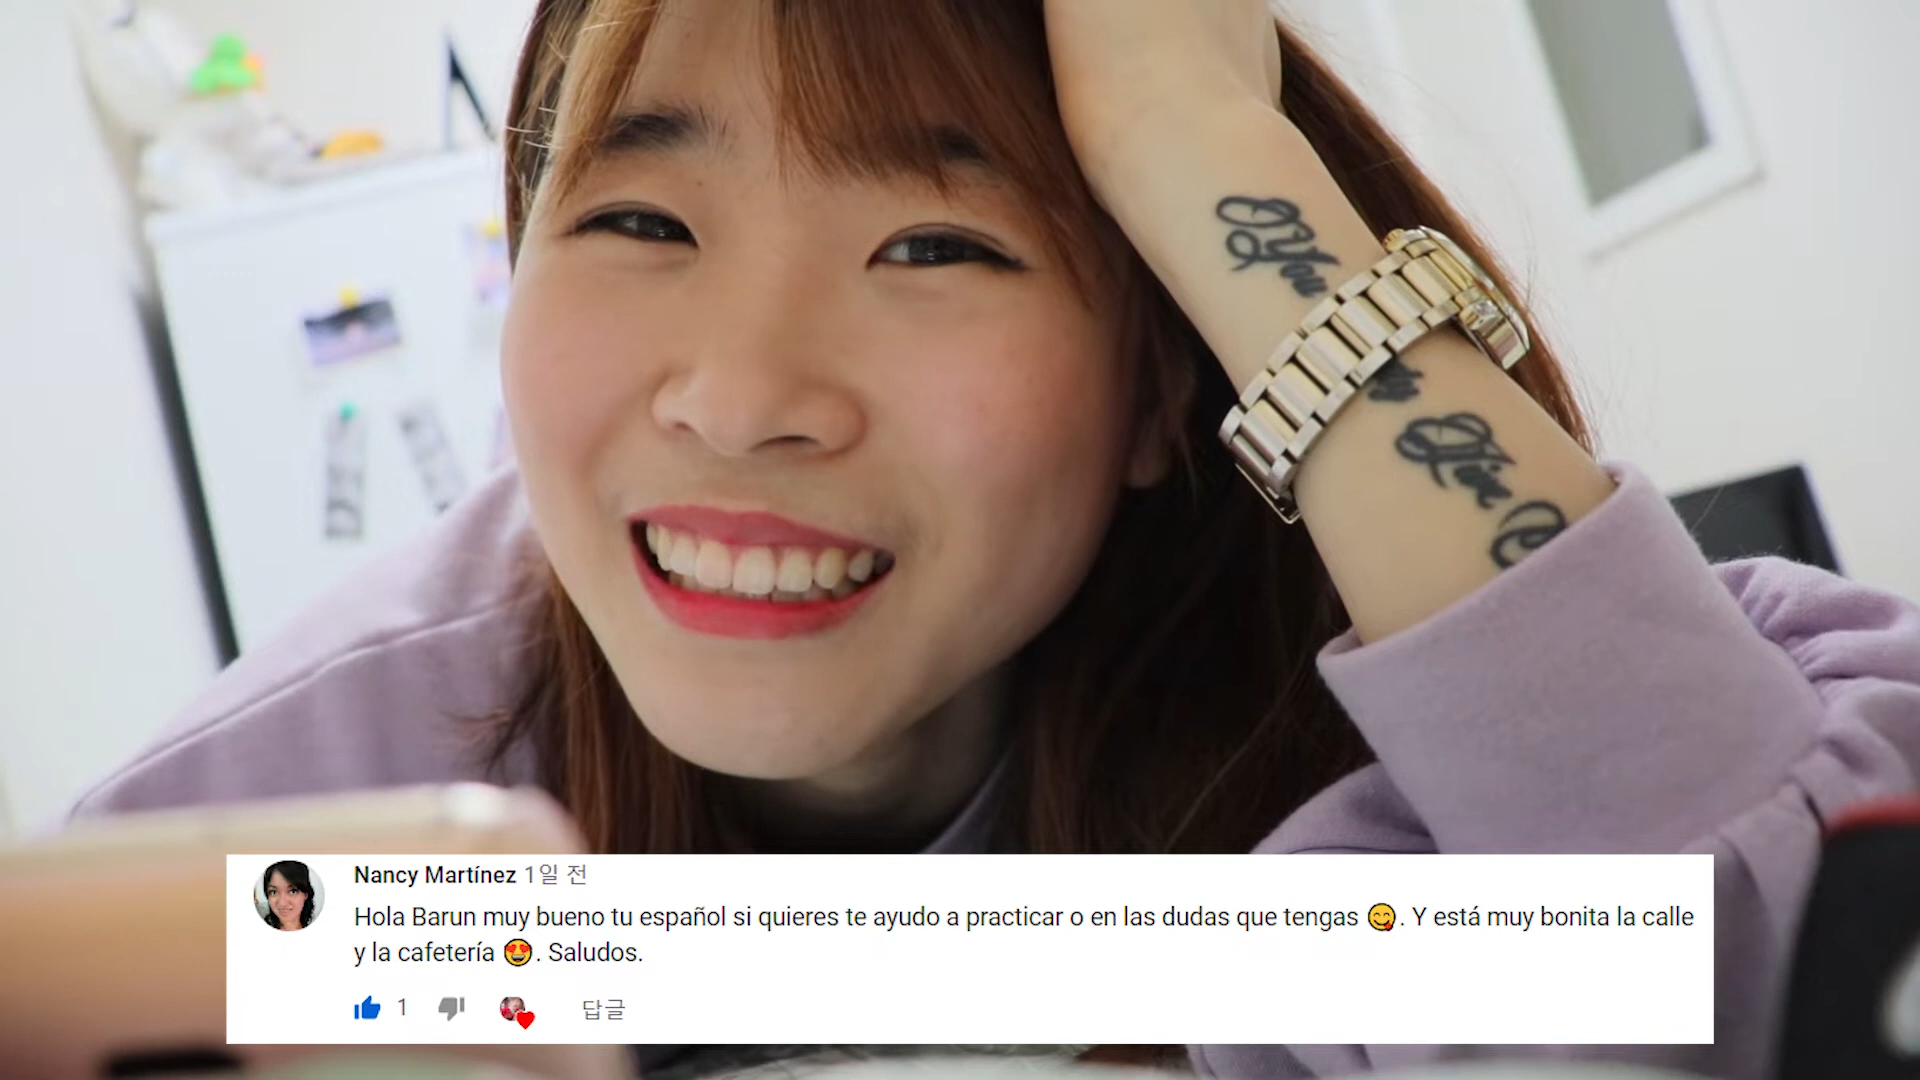 You
Nancy Martínez 1일 전
Hola Barun muy bueno tu español si quieres te ayudo a practicar o en las dudas que tengas 😋. Y está muy bonita la calle
y la cafetería 😍. Saludos.
1
답글